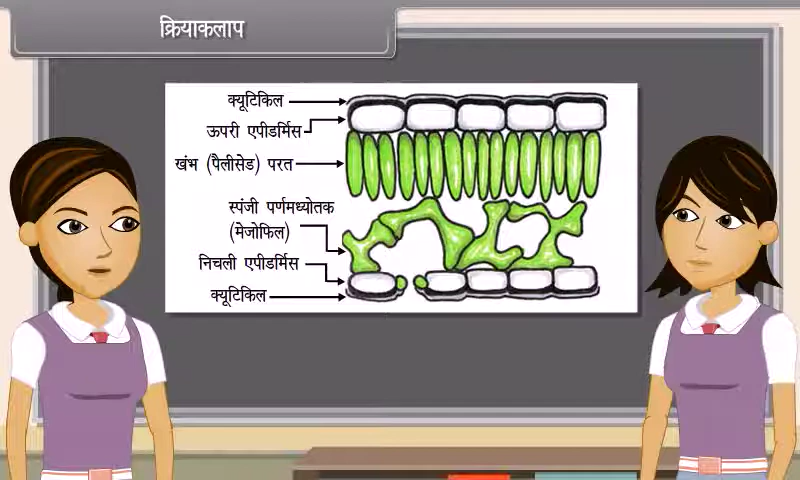 क्रियाकलाप
क्यूटिकिल
ऊपरी एपीडर्मिस
खंभ (पैलीसेड) परत
स्पंजी पर्णमध्योतक
(मेजोफिल)
निचली एपीडर्मिस
क्यूटिकिल